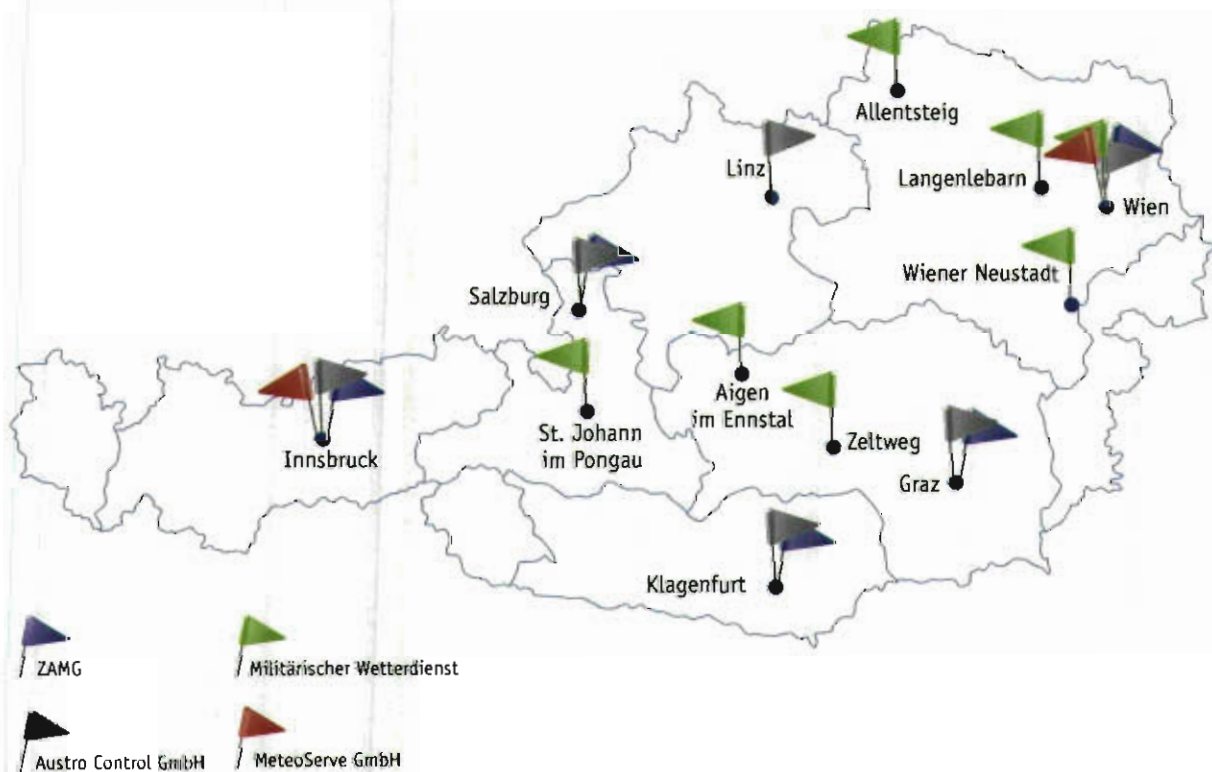 Allentsteig
Linz
Langenlebarn
Wien
Wiener Neustadt
Salzburg
Aigen
im Ennstal
St. Johann
im Pongau
Zeltweg
Innsbruck
Graz
Klagenfurt
ZAMG
Militärischer Wetterdienst
Austro Control GmbH
MeteoServe GmbH